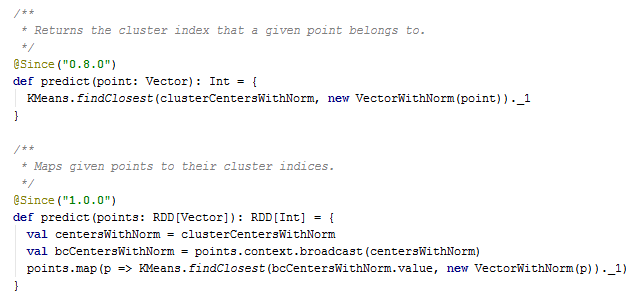 /**
 * Returns the cluster index that a given point belongs to.
 */
@Since("0.8.0")
def predict(point: Vector): Int = {
  KMeans.findClosest(clusterCentersWithNorm, new VectorWithNorm(point))._1
}

/**
 * Maps given points to their cluster indices.
 */
@Since("1.0.0")
def predict(points: RDD[Vector]): RDD[Int] = {
  val centersWithNorm = clusterCentersWithNorm
  val bcCentersWithNorm = points.context.broadcast(centersWithNorm)
  points.map(p => KMeans.findClosest(bcCentersWithNorm.value, new VectorWithNorm(p))._1)
}